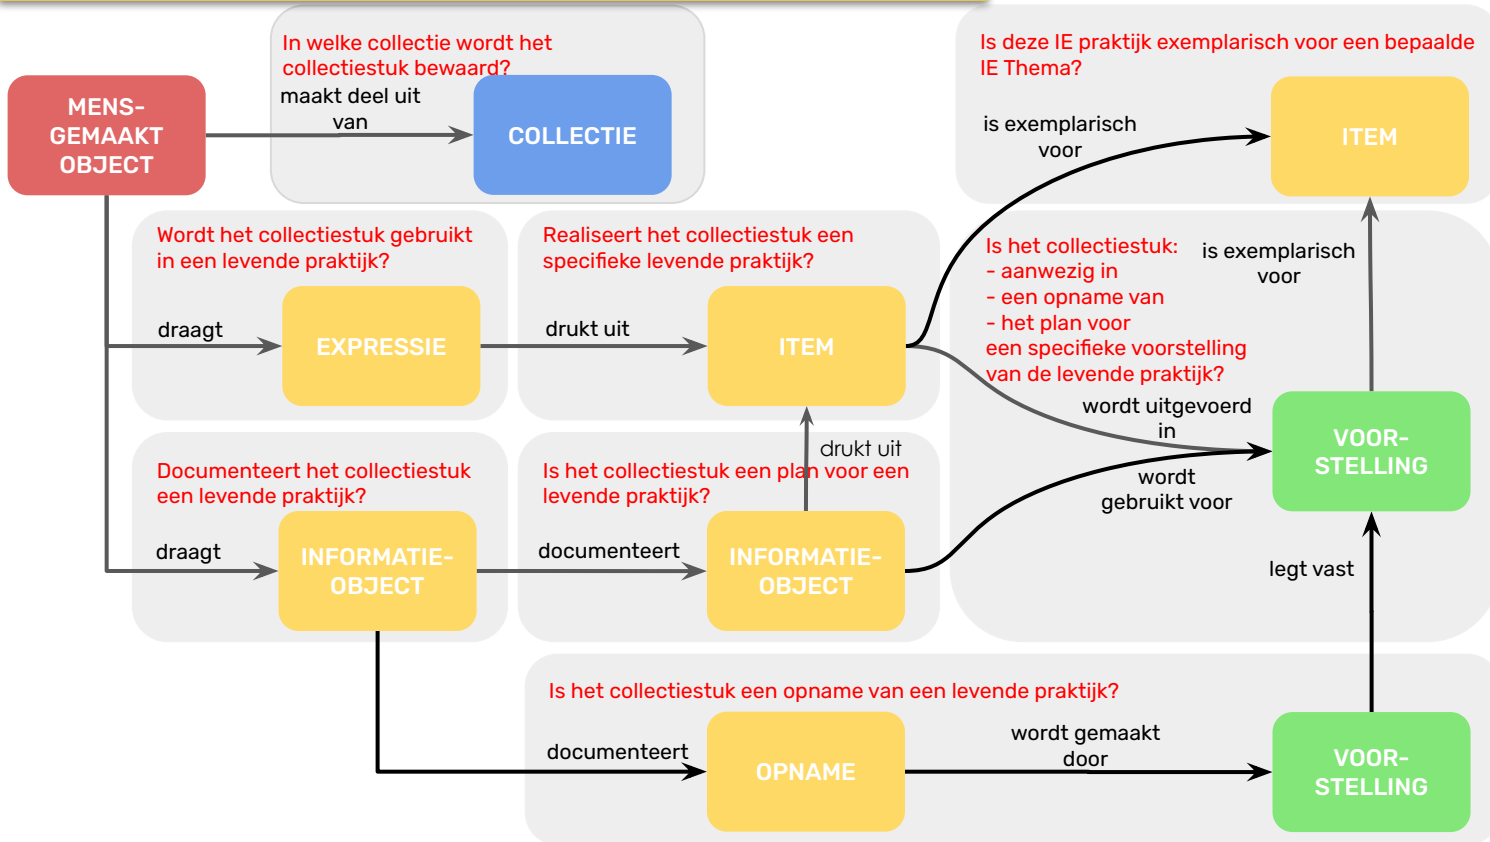 In welke collectie wordt het
collectiestuk bewaard?
Is deze IE praktijk exemplarisch voor een bepaalde
IE Thema?
MENS-
GEMAAKT
OBJECT
maakt deel uit
van
COLLECTIE
is exemplarisch
voor
ITEM
Wordt het collectiestuk gebruikt
in een levende praktijk?
Realiseert het collectiestuk een
specifieke levende praktijk?
Is het collectiestuk:
- aanwezig in
- een opname van
- het plan voor
een specifieke voorstelling
van de levende praktijk?
is exemplarisch
voor
draagt
EXPRESSIE
drukt uit
ITEM
wordt uitgevoerd
in
VOOR-
STELLING
drukt uit
Documenteert het collectiestuk
een levende praktijk?
Is het collectiestuk een plan voor een
levende praktijk?
wordt
gebruikt voor
draagt
INFORMATIE-
OBJECT
documenteert
INFORMATIE-
OBJECT
legt vast
Is het collectiestuk een opname van een levende praktijk?
documenteert
OPNAME
wordt gemaakt
door
VOOR-
STELLING